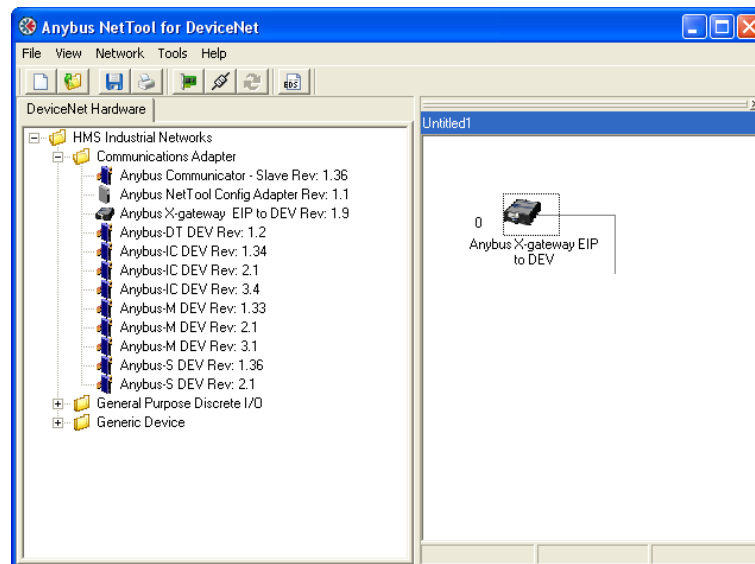 Anybus NetTool for DeviceNet
File View Network Tools Help
EDS
DeviceNet Hardware
Untitled1
HMS Industrial Networks
Communications Adapter
Anybus Communicator - Slave Rev: 1.36
Anybus NetTool Config Adapter Rev: 1.1
Anybus X-gateway EIP to DEV Rev: 1.9
Anybus-DT DEV Rev: 1.2
Anybus-IC DEV Rev: 1.34
Anybus-IC DEV Rev: 2.1
Anybus-IC DEV Rev: 3.4
Anybus-M DEV Rev: 1.33
Anybus-M DEV Rev: 2.1
Anybus-M DEV Rev: 3.1
Anybus-S DEV Rev: 1.36
Anybus-S DEV Rev: 2.1
General Purpose Discrete I/O
Generic Device
0
Anybus X-gateway EIP
to DEV